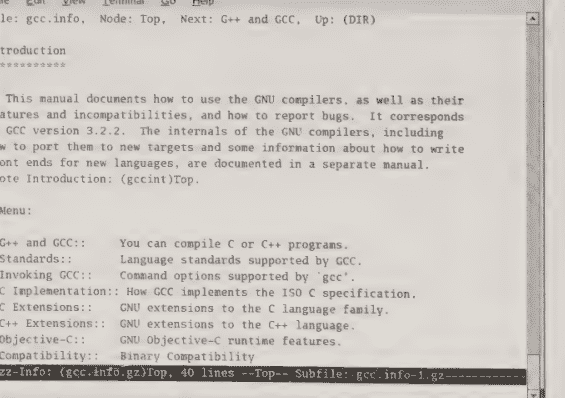 le Edit View Terminal Go Help
le: gcc.info,  Node: Top,  Next: G++ and GCC,  Up: (DIR)
troduction
**********
This manual documents how to use the GNU compilers, as well as their
atures and incompatibilities, and how to report bugs.  It corresponds
GCC version 3.2.2.  The internals of the GNU compilers, including
w to port them to new targets and some information about how to write
ont ends for new languages, are documented in a separate manual.
ote Introduction: (gccint)Top.
Menu:
G++ and GCC::    You can compile C or C++ programs.
Standards::      Language standards supported by GCC.
Invoking GCC::   Command options supported by `gcc'.
C Implementation:: How GCC implements the ISO C specification.
C Extensions::   GNU extensions to the C language family.
C++ Extensions::  GNU extensions to the C++ language.
Objective-C::    GNU Objective-C runtime features.
Compatibility::  Binary Compatibility
zz-Info: (gcc.info.gz)Top, 40 lines --Top-- Subfile: gcc.info-1.gz------------